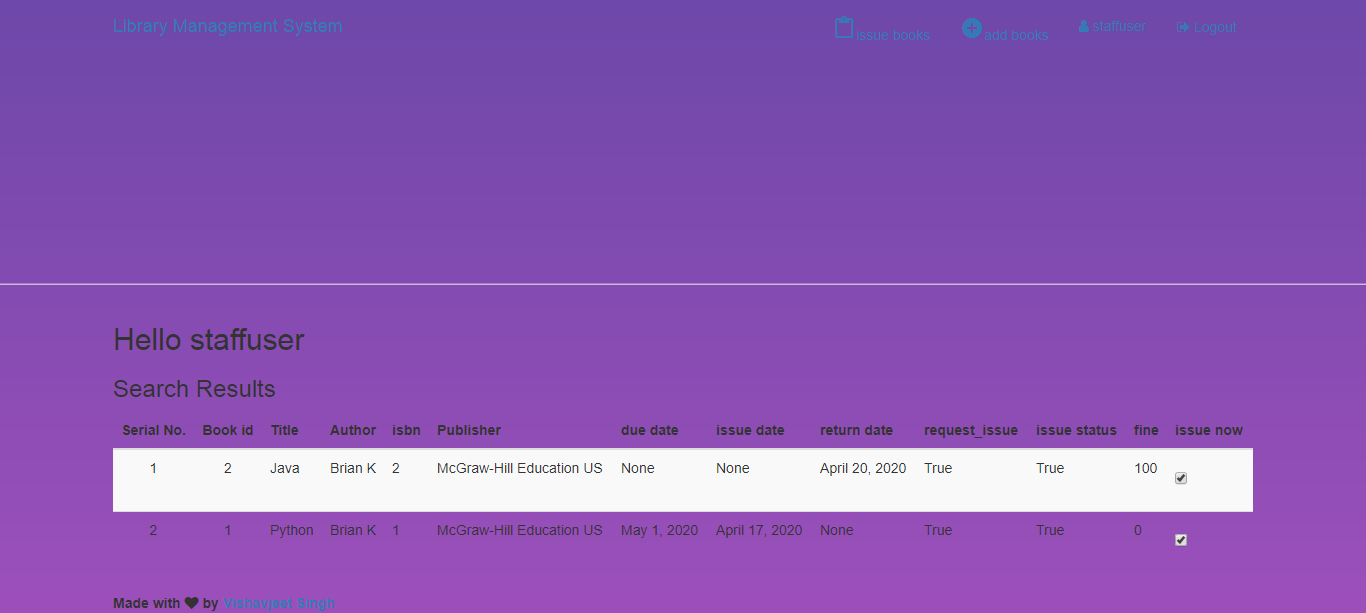 Library Management System issue books add books staffuser Logout
Hello staffuser
Search Results
Serial No. Book id Title Author isbn Publisher due date issue date return date request_issue issue status fine issue now
1 2 Java Brian K 2 McGraw-Hill Education US None None April 20, 2020 True True 100
2 1 Python Brian K 1 McGraw-Hill Education US May 1, 2020 April 17, 2020 None True True 0
Made with ♥ by Vishavjeet Singh